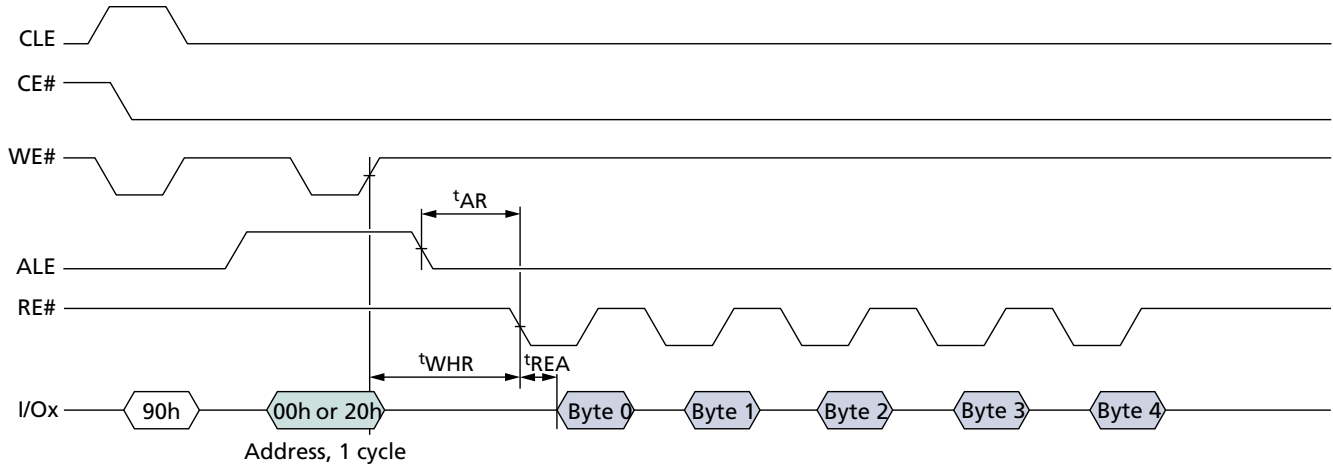 CLE
CE#
WE#
tAR
ALE
RE#
tWHR tREA
I/Ox 90h 00h or 20h Byte 0 Byte 1 Byte 2 Byte 3 Byte 4
Address, 1 cycle